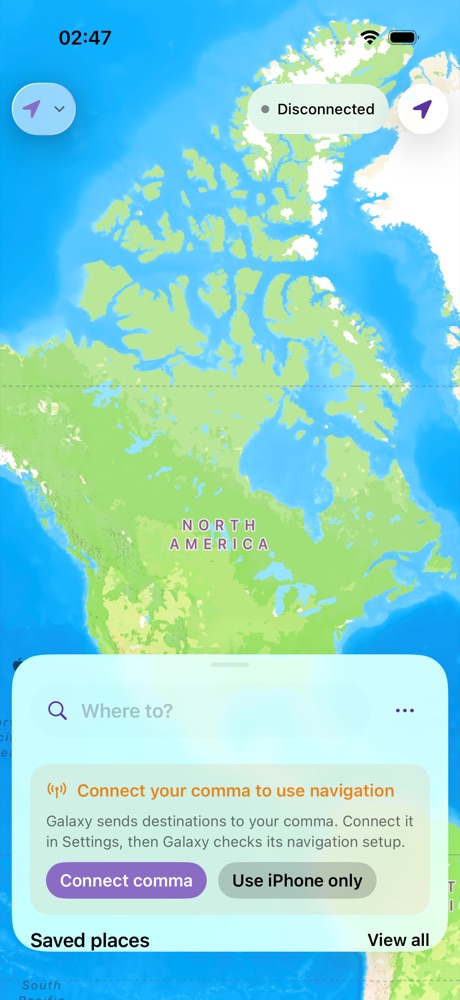 02:47
Disconnected
NORTH
AMERICA
Where to?
Connect your comma to use navigation
Galaxy sends destinations to your comma. Connect it
in Settings, then Galaxy checks its navigation setup.
Connect comma
Use iPhone only
Saved places
View all
South